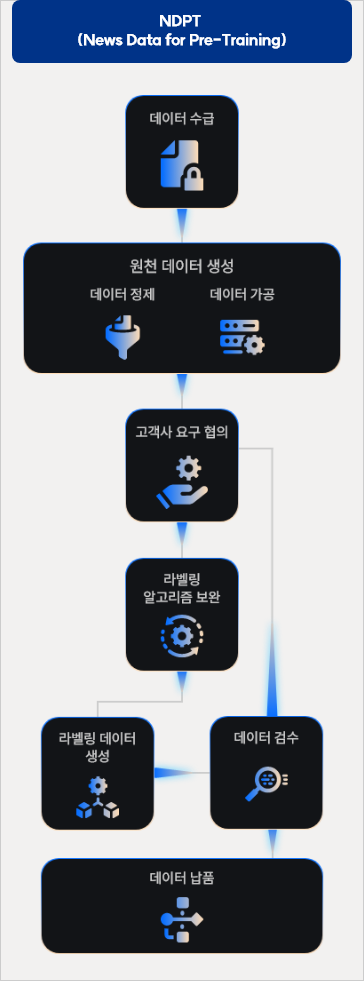 NDPT
(News Data for Pre-Training)
데이터 수급
원천 데이터 생성
데이터 정제
데이터 가공
고객사 요구 협의
라벨링
알고리즘 보완
라벨링 데이터
생성
데이터 검수
데이터 납품